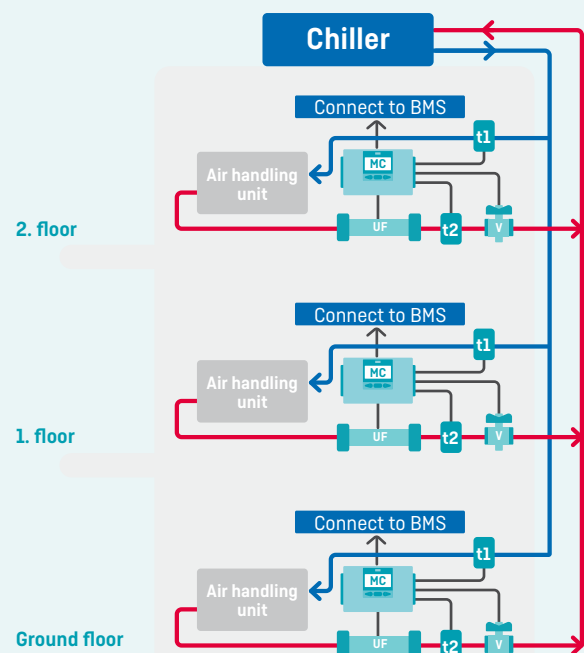 Chiller
Connect to BMS
t1
MC
Air handling
unit
2. floor
UF
t2
V
Connect to BMS
t1
MC
Air handling
unit
1. floor
UF
t2
V
Connect to BMS
t1
MC
Air handling
unit
Ground floor
UF
t2
V